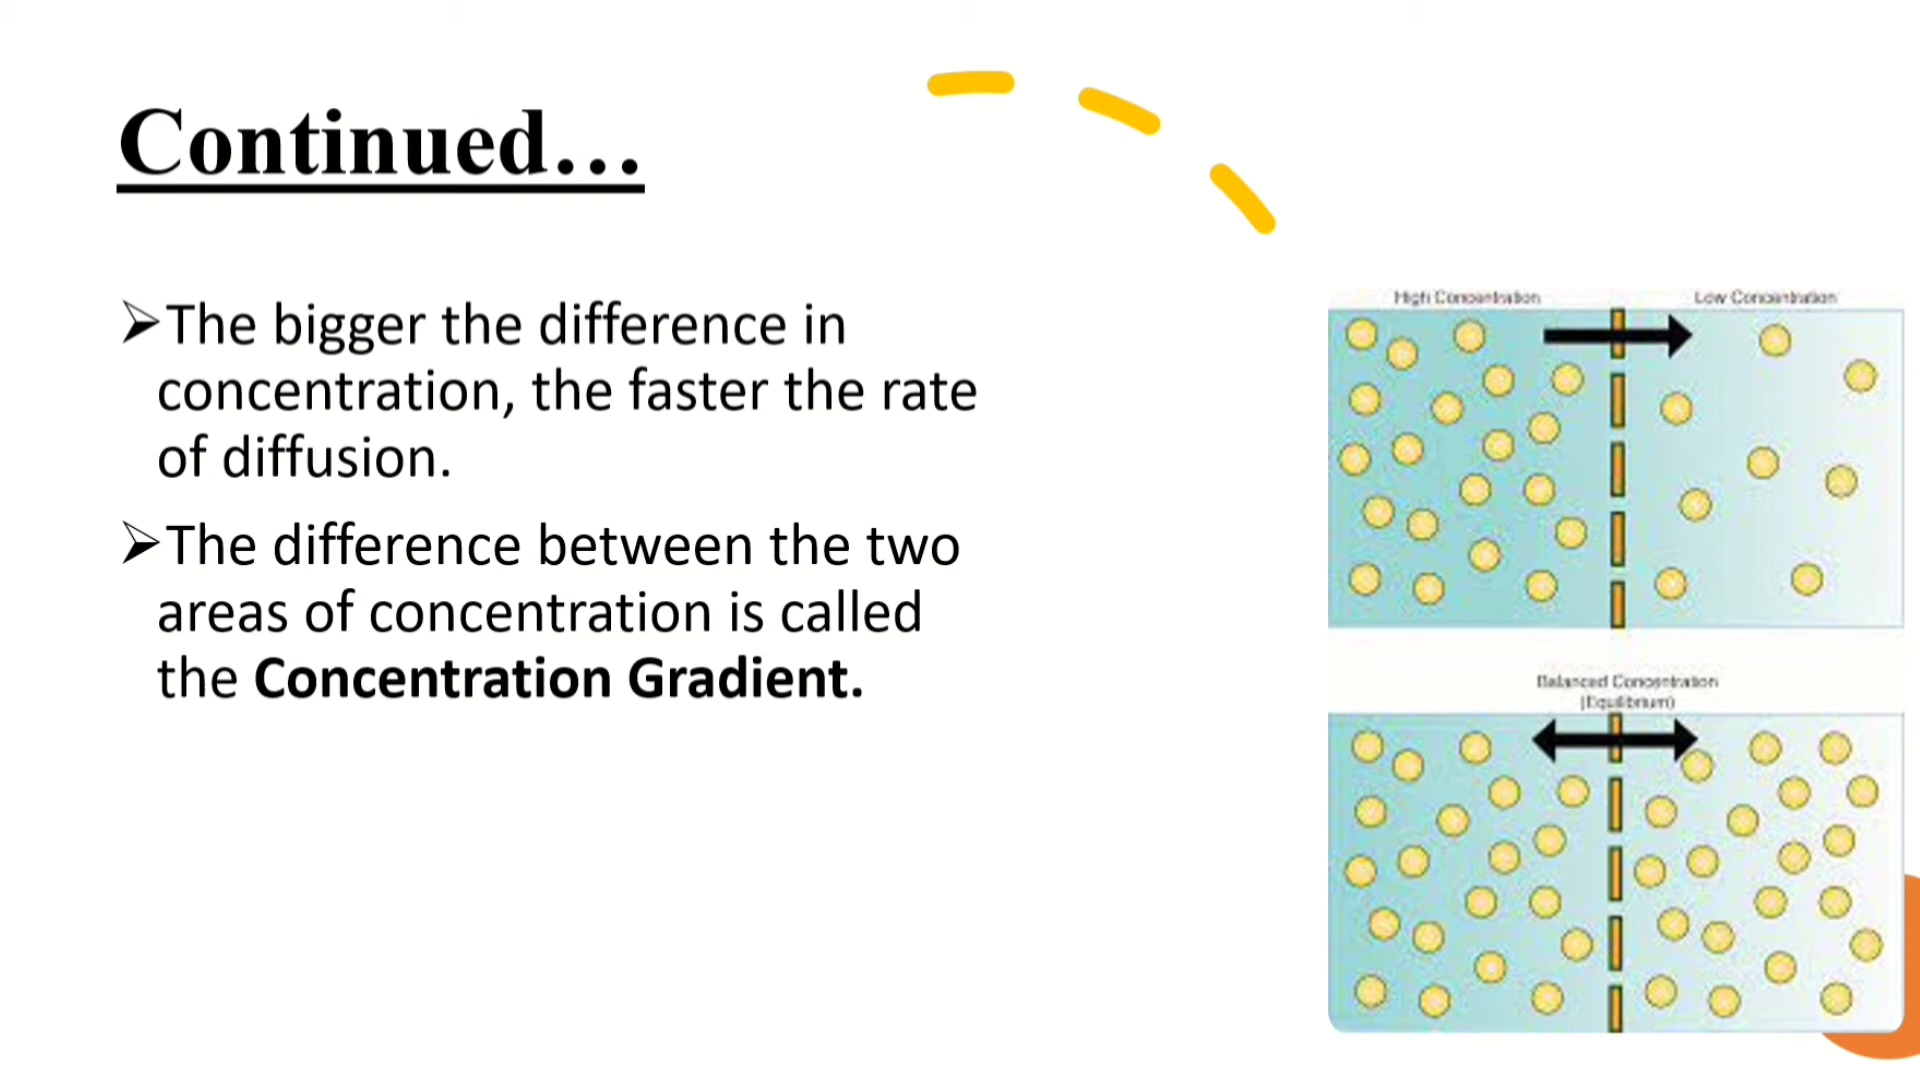 Continued...
➢The bigger the difference in
concentration, the faster the rate
of diffusion.
➢The difference between the two
areas of concentration is called
the Concentration Gradient.
High Concentration
Low Concentration
Balanced Concentration
(Equilibrium)